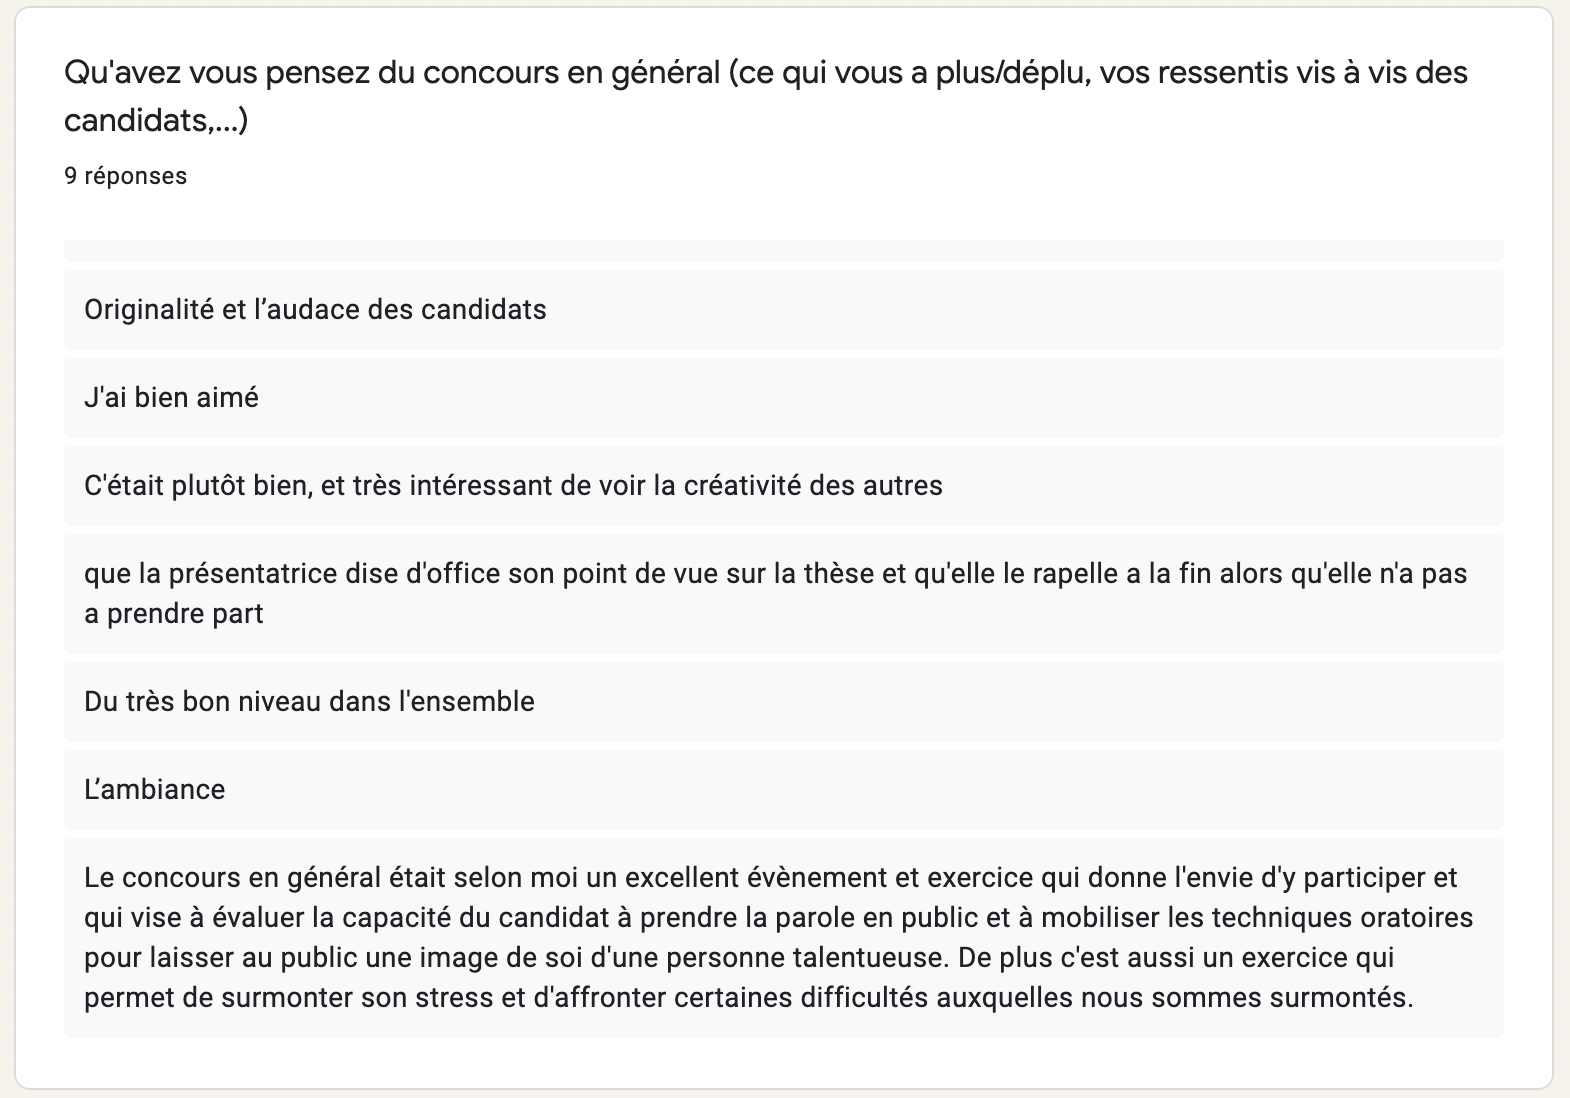 Qu'avez vous pensez du concours en général (ce qui vous a plus/déplu, vos ressentis vis à vis des
candidats,...)
9 réponses
Originalité et l’audace des candidats
J'ai bien aimé
C'était plutôt bien, et très intéressant de voir la créativité des autres
que la présentatrice dise d'office son point de vue sur la thèse et qu'elle le rapelle a la fin alors qu'elle n'a pas
a prendre part
Du très bon niveau dans l'ensemble
L’ambiance
Le concours en général était selon moi un excellent évènement et exercice qui donne l'envie d'y participer et
qui vise à évaluer la capacité du candidat à prendre la parole en public et à mobiliser les techniques oratoires
pour laisser au public une image de soi d'une personne talentueuse. De plus c'est aussi un exercice qui
permet de surmonter son stress et d'affronter certaines difficultés auxquelles nous sommes surmontés.